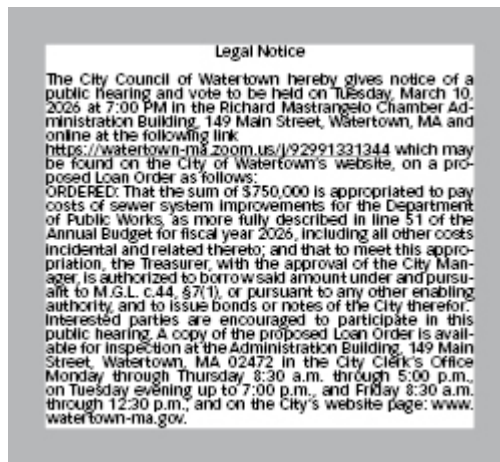 Legal Notice
The City Council of Watertown hereby gives notice of a
public hearing and vote to be held on Tuesday, March 10,
2026 at 7:00 PM in the Richard Mastrangelo Chamber Ad-
ministration Building, 149 Main Street, Watertown, MA and
online at the following link
https://watertown-ma.zoom.us/j/92991331344 which may
be found on the City of Watertown's website, on a pro-
posed Loan Order as follows:
ORDERED: That the sum of $750,000 is appropriated to pay
costs of sewer system improvements for the Department
of Public Works, as more fully described in line 51 of the
Annual Budget for fiscal year 2026, including all other costs
incidental and related thereto; and that to meet this appro-
priation, the Treasurer, with the approval of the City Man-
ager, is authorized to borrow said amount under and pursu-
ant to M.G.L. c.44, §7(1), or pursuant to any other enabling
authority, and to issue bonds or notes of the City therefor.
Interested parties are encouraged to participate in this
public hearing. A copy of the proposed Loan Order is avail-
able for inspection at the Administration Building, 149 Main
Street, Watertown, MA 02472 in the City Clerk's Office
Monday through Thursday 8:30 a.m. through 5:00 p.m.,
on Tuesday evening up to 7:00 p.m., and Friday 8:30 a.m.
through 12:30 p.m., and on the City's website page: www.
watertown-ma.gov.